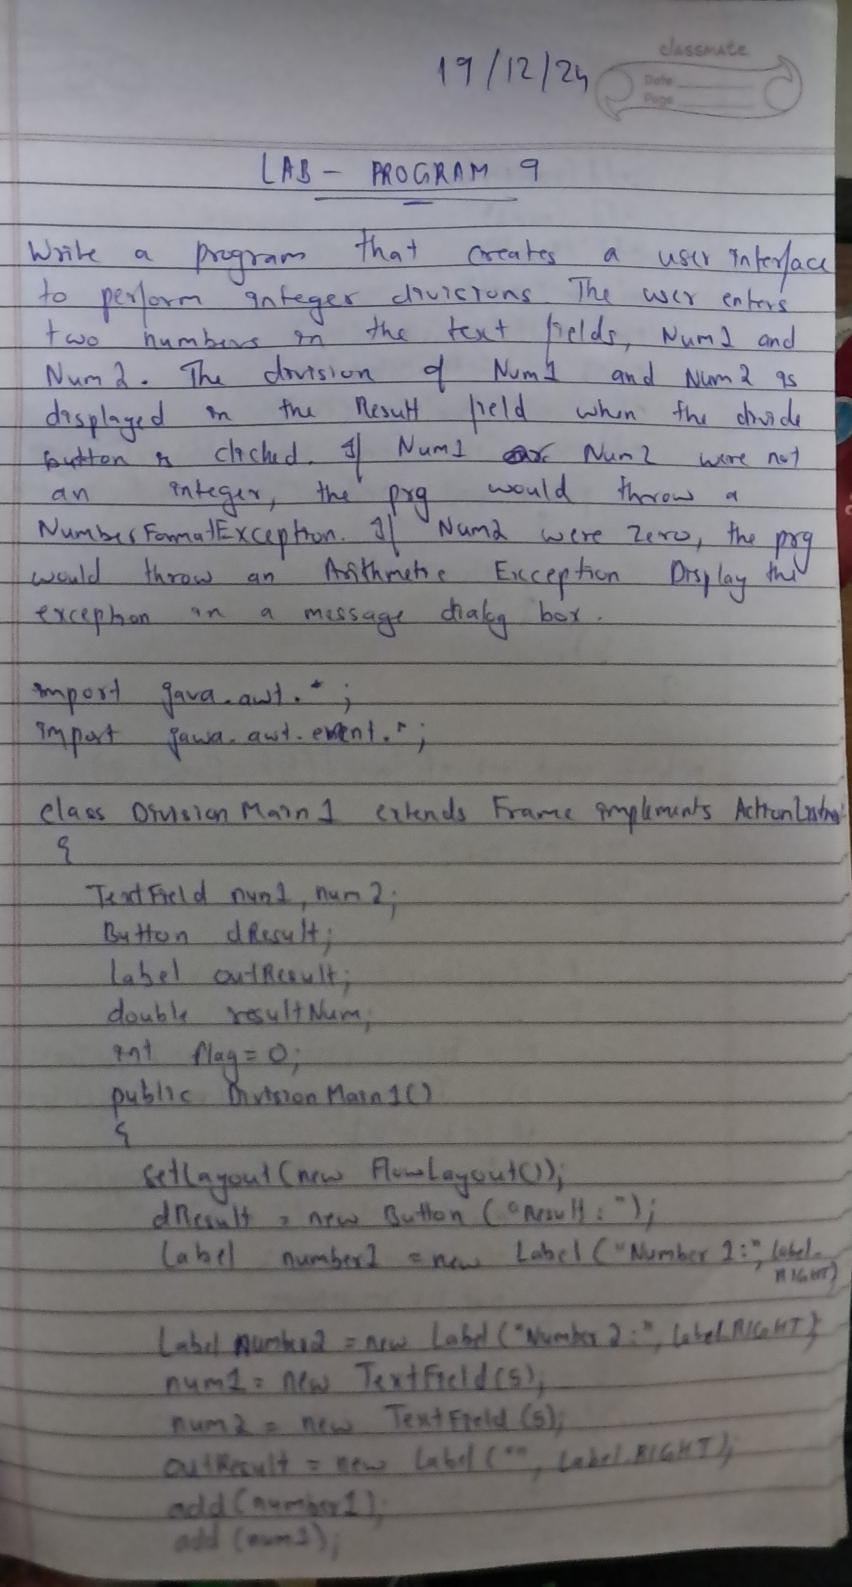 classmate
Date
Page
19/12/24
LAB - PROGRAM 9
Write a program that creates a user interface
to perform integer divisions. The user enters
two numbers in the text fields, Num1 and
Num2. The division of Num1 and Num2 is
displayed in the Result field when the divide
button is clicked. If Num1 or Num2 were not
an integer, the prg would throw a
NumberFormatException. If Num2 were zero, the prg
would throw an Arithmetic Exception Display the
exception in a message dialog box.
import java.awt.*;
import java.awt.event.*;
class DivisionMain1 extends Frame implements ActionListener
{
TextField num1, num2;
Button dResult;
Label outResult;
double resultNum;
int flag=0;
public DivisionMain1()
{
setLayout(new FlowLayout());
dResult = new Button ("Result:");
Label number1 = new Label ("Number 1:", Label.
RIGHT)
Label number2 = new Label ("Number 2:", Label.RIGHT);
num1 = new TextField(5);
num2 = new TextField (5);
outResult = new Label ("", Label.RIGHT);
add(number1);
add (num1);